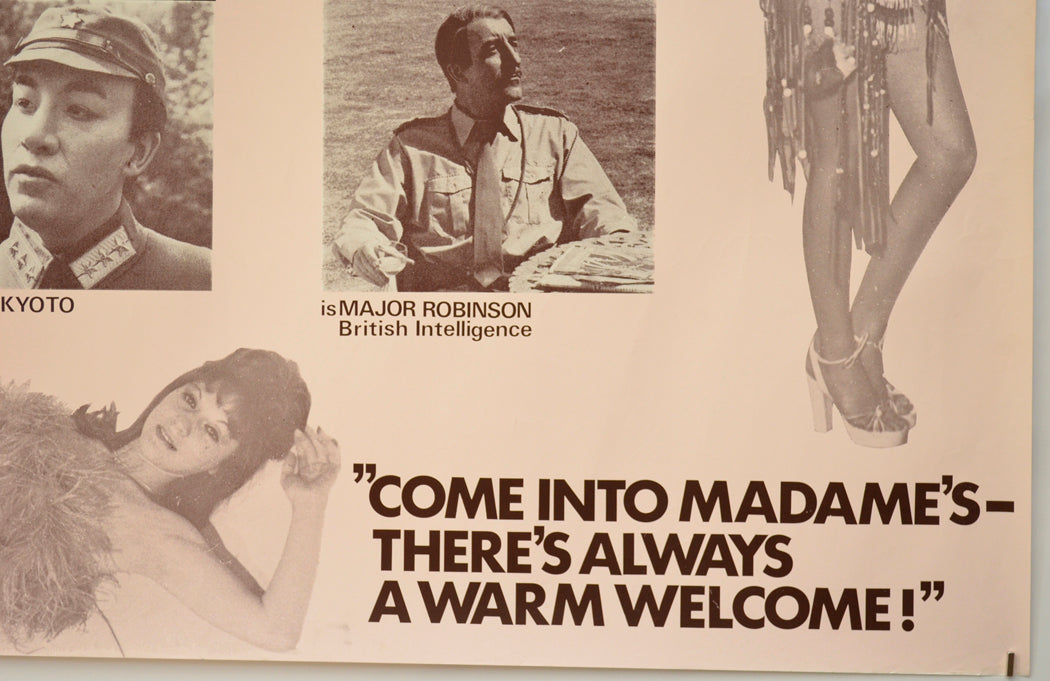 KYOTO
is MAJOR ROBINSON
British Intelligence
”COME INTO MADAME’S–
THERE’S ALWAYS
A WARM WELCOME!”